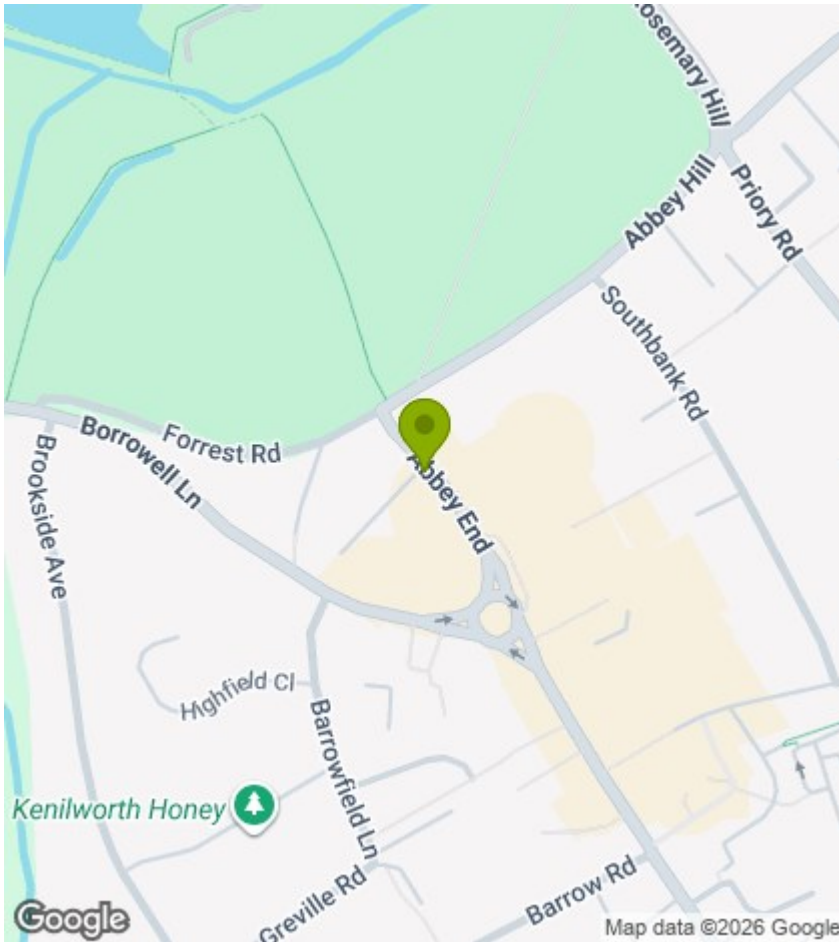 Rosemary Hill
Abbey Hill
Priory Rd
Southbank Rd
Forrest Rd
Borrowell Ln
Brookside Ave
Abbey End
Highfield Cl
Barrowfield Ln
Kenilworth Honey
Greville Rd
Barrow Rd
Google
Map data ©2026 Google